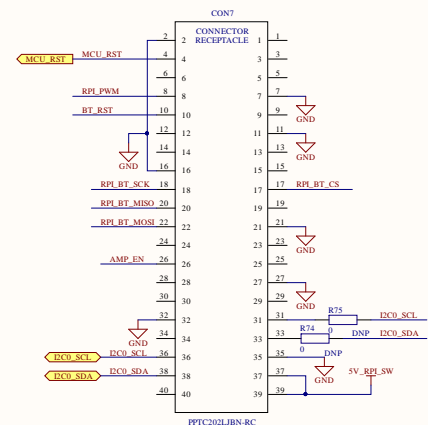 CON7
CONNECTOR
RECEPTACLE
2 2 1 1
MCU_RST MCU_RST 4 4 3 3
6 6 5 5
RPI_PWM 8 8 7 7
GND
BT_RST 10 10 9 9
12 12 11 11
GND GND
14 14 13 13
16 16 15 15
RPI_BT_SCK 18 18 17 17 RPI_BT_CS
RPI_BT_MISO 20 20 19 19
RPI_BT_MOSI 22 22 21 21
GND
24 24 23 23
AMP_EN 26 26 25 25
28 28 27 27
GND
30 30 29 29
32 32 31 31 R75 0 I2C0_SCL
GND
34 34 33 33 R74 0 DNP I2C0_SDA
I2C0_SCL I2C0_SCL 36 36 35 35 DNP
GND
I2C0_SDA I2C0_SDA 38 38 37 37 5V_RPI_SW
40 40 39 39
PPTC202LJBN-RC